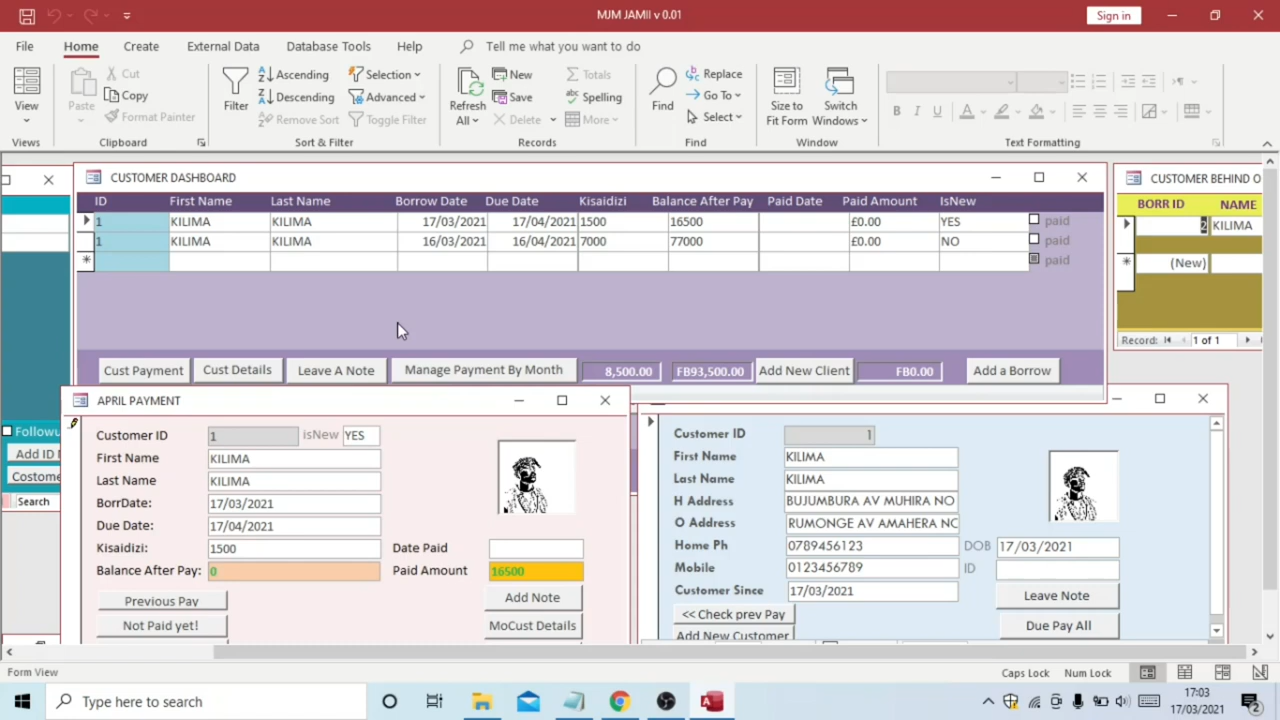 MJM JAMII v 0.01
Sign in
File Home Create External Data Database Tools Help Tell me what you want to do
View
Paste
Cut
Copy
Format Painter
Filter
Ascending
Descending
Remove Sort
Selection
Advanced
Toggle Filter
Refresh All
New
Save
Delete
Totals
Spelling
More
Find
Replace
Go To
Select
Size to Fit Form
Switch Windows
B I U
Views Clipboard Sort & Filter Records Find Window Text Formatting
CUSTOMER DASHBOARD
ID First Name Last Name Borrow Date Due Date Kisaidizi Balance After Pay Paid Date Paid Amount IsNew
1 KILIMA KILIMA 17/03/2021 17/04/2021 1500 16500 £0.00 YES paid
1 KILIMA KILIMA 16/03/2021 16/04/2021 7000 77000 £0.00 NO paid
paid
Cust Payment Cust Details Leave A Note Manage Payment By Month 8,500.00 FB93,500.00 Add New Client FB0.00 Add a Borrow
CUSTOMER BEHIND O
BORR ID NAME
2 KILIMA
(New)
Record: 1 of 1
Followu
Add ID
Costome
Search
APRIL PAYMENT
Customer ID 1 isNew YES
First Name KILIMA
Last Name KILIMA
BorrDate: 17/03/2021
Due Date: 17/04/2021
Kisaidizi: 1500 Date Paid
Balance After Pay: 0 Paid Amount 16500
Previous Pay Add Note
Not Paid yet! MoCust Details
Customer ID 1
First Name KILIMA
Last Name KILIMA
H Address BUJUMBURA AV MUHIRA NO
O Address RUMONGE AV AMAHERA NC
Home Ph 0789456123 DOB 17/03/2021
Mobile 0123456789 ID
Customer Since 17/03/2021 Leave Note
<< Check prev Pay Due Pay All
Add New Customer
Form View Caps Lock Num Lock
Type here to search
17:03
17/03/2021
2